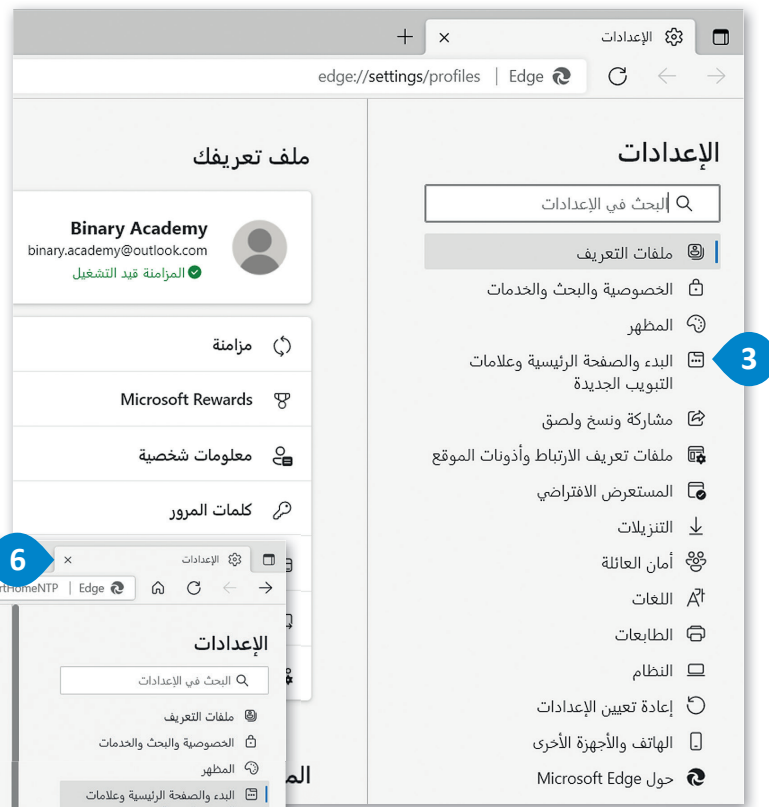 الإعدادات
edge://settings/profiles | Edge
الإعدادات
البحث في الإعدادات
ملفات التعريف
الخصوصية والبحث والخدمات
المظهر
البدء والصفحة الرئيسية وعلامات
التبويب الجديدة
3
مشاركة ونسخ ولصق
ملفات تعريف الارتباط وأذونات الموقع
المستعرض الافتراضي
التنزيلات
أمان العائلة
اللغات
الطابعات
النظام
إعادة تعيين الإعدادات
الهاتف والأجهزة الأخرى
حول Microsoft Edge
ملف تعريفك
Binary Academy
binary.academy@outlook.com
المزامنة قيد التشغيل
مزامنة
Microsoft Rewards
معلومات شخصية
كلمات المرور
6
الإعدادات
rtHomeNTP | Edge
الإعدادات
البحث في الإعدادات
ملفات التعريف
الخصوصية والبحث والخدمات
المظهر
البدء والصفحة الرئيسية وعلامات